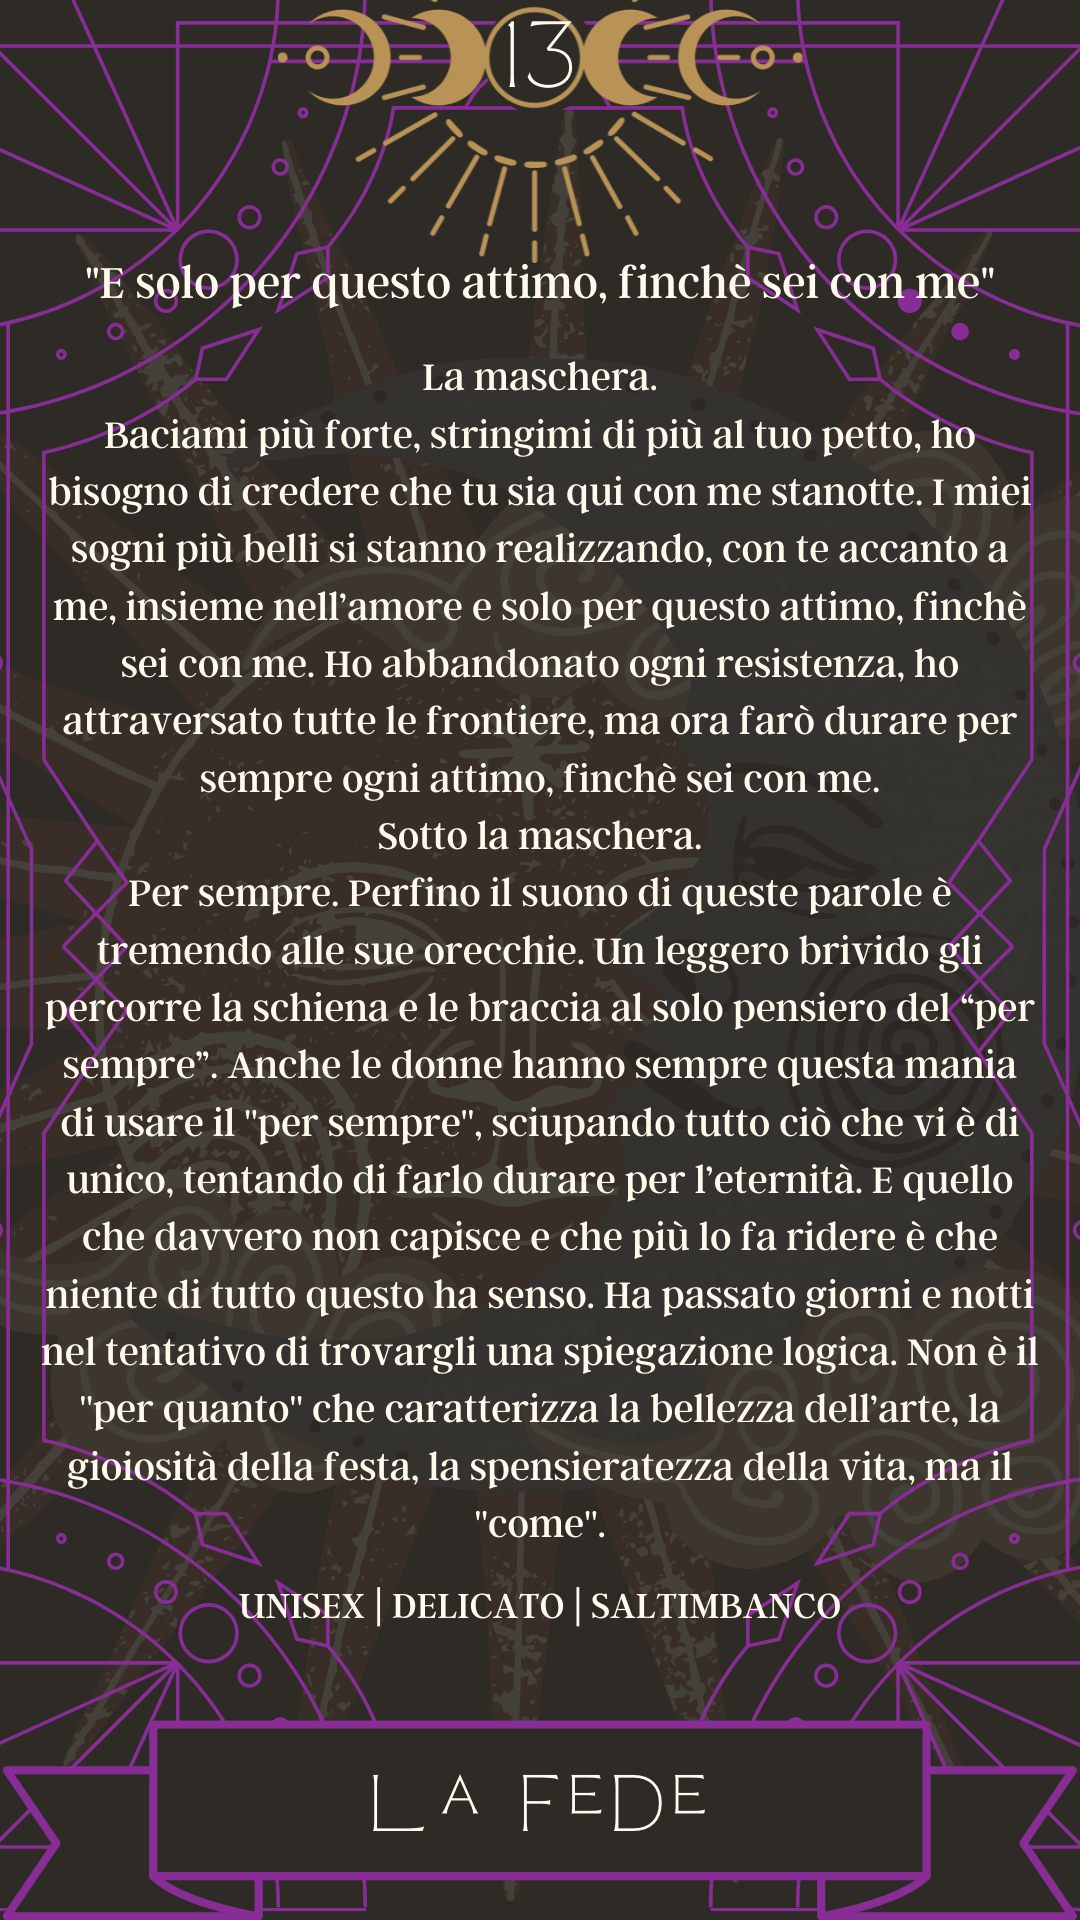 13
"E solo per questo attimo, finchè sei con me"
La maschera.
Baciami più forte, stringimi di più al tuo petto, ho
bisogno di credere che tu sia qui con me stanotte. I miei
sogni più belli si stanno realizzando, con te accanto a
me, insieme nell’amore e solo per questo attimo, finchè
sei con me. Ho abbandonato ogni resistenza, ho
attraversato tutte le frontiere, ma ora farò durare per
sempre ogni attimo, finchè sei con me.
Sotto la maschera.
Per sempre. Perfino il suono di queste parole è
tremendo alle sue orecchie. Un leggero brivido gli
percorre la schiena e le braccia al solo pensiero del “per
sempre”. Anche le donne hanno sempre questa mania
di usare il "per sempre", sciupando tutto ciò che vi è di
unico, tentando di farlo durare per l’eternità. E quello
che davvero non capisce e che più lo fa ridere è che
niente di tutto questo ha senso. Ha passato giorni e notti
nel tentativo di trovargli una spiegazione logica. Non è il
"per quanto" che caratterizza la bellezza dell’arte, la
gioiosità della festa, la spensieratezza della vita, ma il
"come".
UNISEX | DELICATO | SALTIMBANCO
LA FEDE